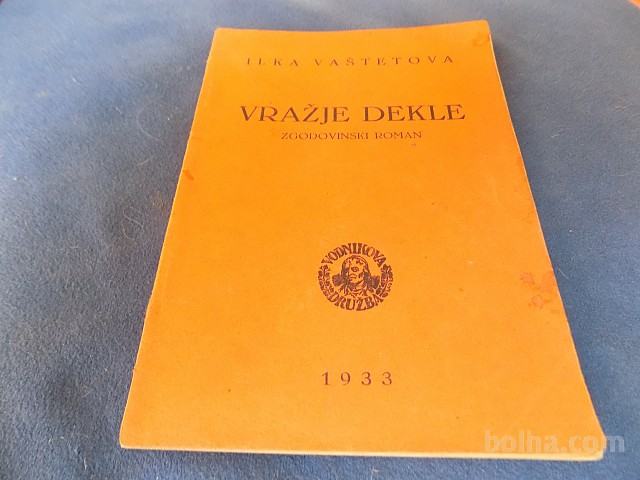 ILKA VAŠTETOVA
VRAŽJE DEKLE
ZGODOVINSKI ROMAN
VODNIKOVA
DRUŽBA
1933
bolha.com